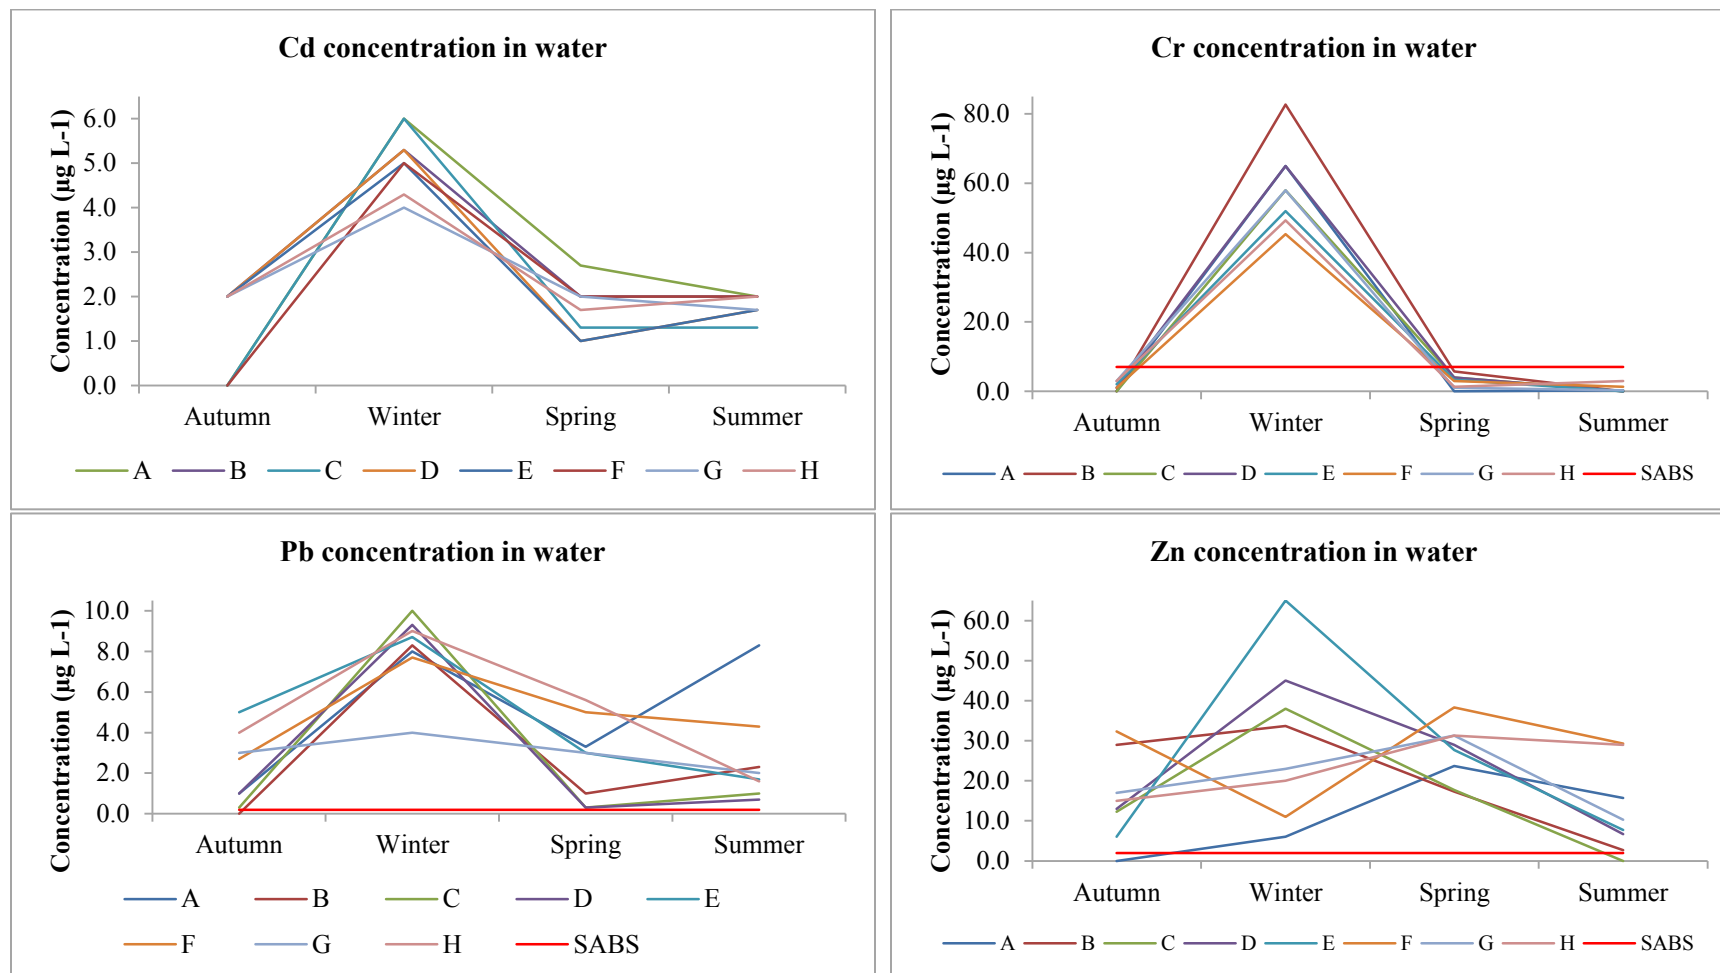 Cd concentration in water
Concentration (µg L-1)
6.0
5.0
4.0
3.0
2.0
1.0
0.0
Autumn Winter Spring Summer
A B C D E F G H
Cr concentration in water
Concentration (µg L-1)
80.0
60.0
40.0
20.0
0.0
Autumn Winter Spring Summer
A B C D E F G H SABS
Pb concentration in water
Concentration (µg L-1)
10.0
8.0
6.0
4.0
2.0
0.0
Autumn Winter Spring Summer
A B C D E
F G H SABS
Zn concentration in water
Concentration (µg L-1)
60.0
50.0
40.0
30.0
20.0
10.0
0.0
Autumn Winter Spring Summer
A B C D E F G H SABS